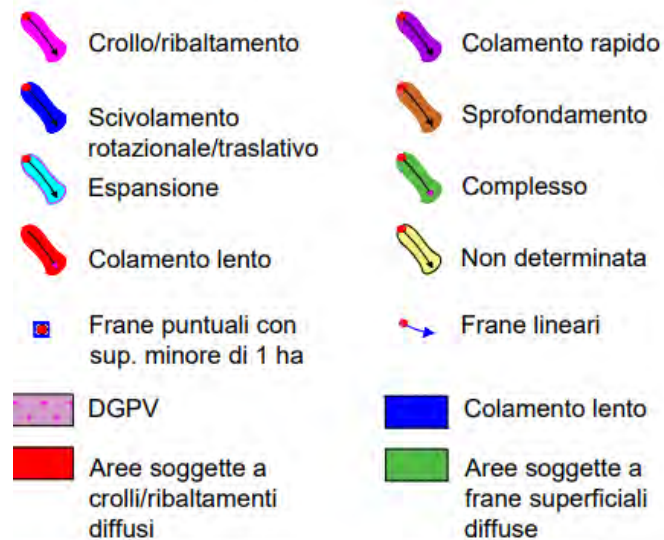 Crollo/ribaltamento
Colamento rapido
Scivolamento
rotazionale/traslativo
Sprofondamento
Espansione
Complesso
Colamento lento
Non determinata
Frane puntuali con
sup. minore di 1 ha
Frane lineari
DGPV
Colamento lento
Aree soggette a
crolli/ribaltamenti
diffusi
Aree soggette a
frane superficiali
diffuse